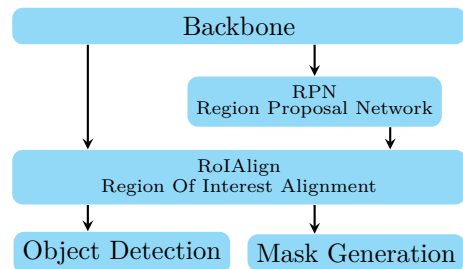 Backbone
RPN
Region Proposal Network
RoIAlign
Region Of Interest Alignment
Object Detection
Mask Generation